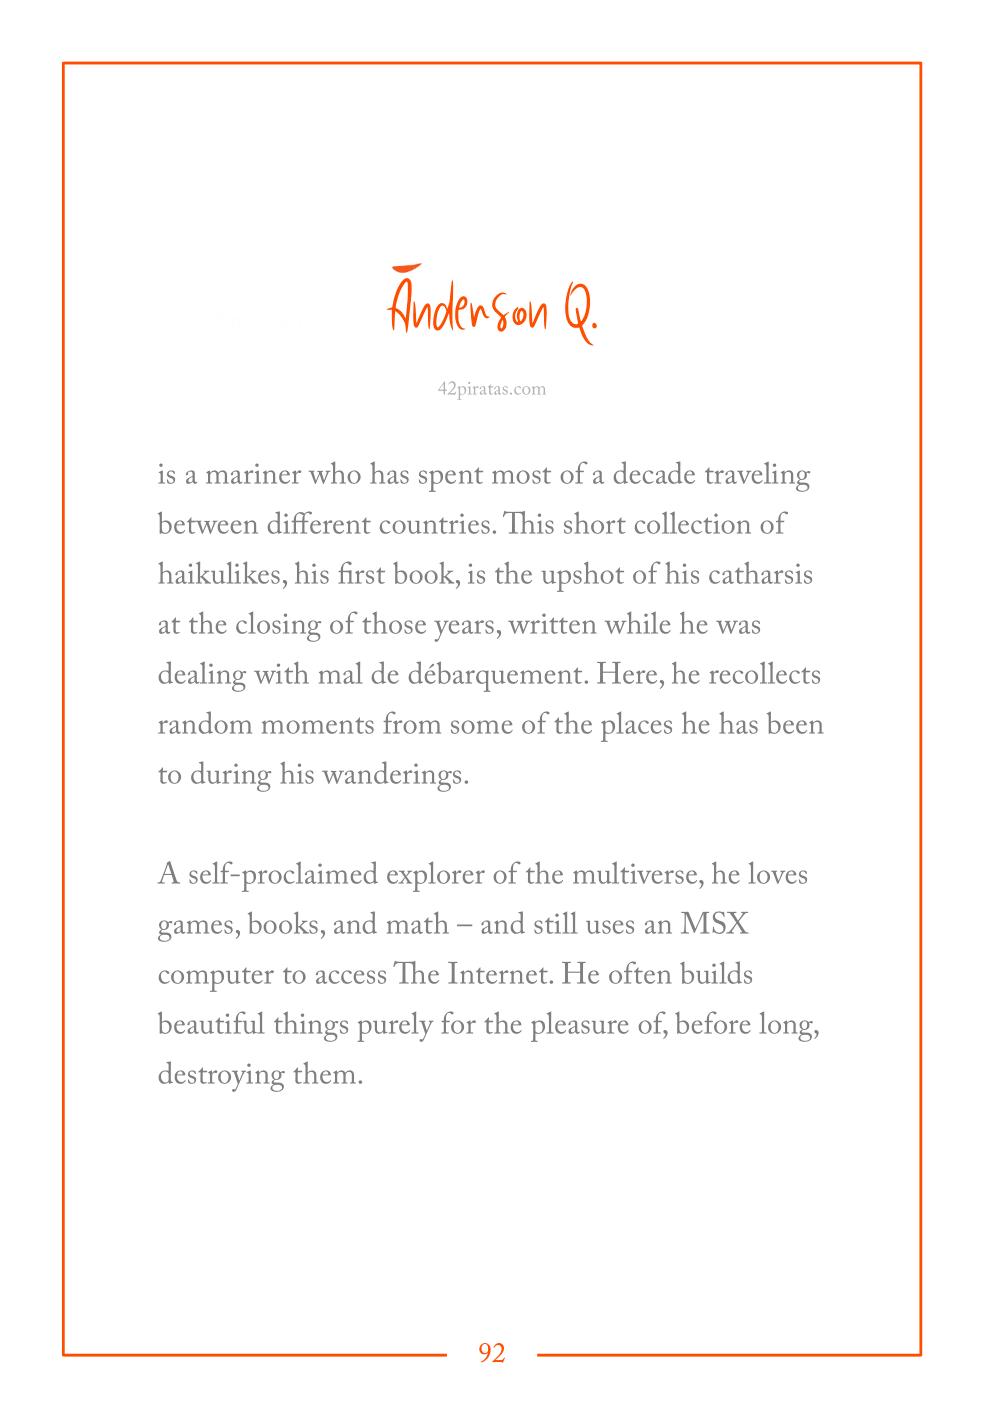 Ānderson Q.
42piratas.com
is a mariner who has spent most of a decade traveling
between different countries. This short collection of
haikulikes, his first book, is the upshot of his catharsis
at the closing of those years, written while he was
dealing with mal de débarquement. Here, he recollects
random moments from some of the places he has been
to during his wanderings.
A self-proclaimed explorer of the multiverse, he loves
games, books, and math – and still uses an MSX
computer to access The Internet. He often builds
beautiful things purely for the pleasure of, before long,
destroying them.
92